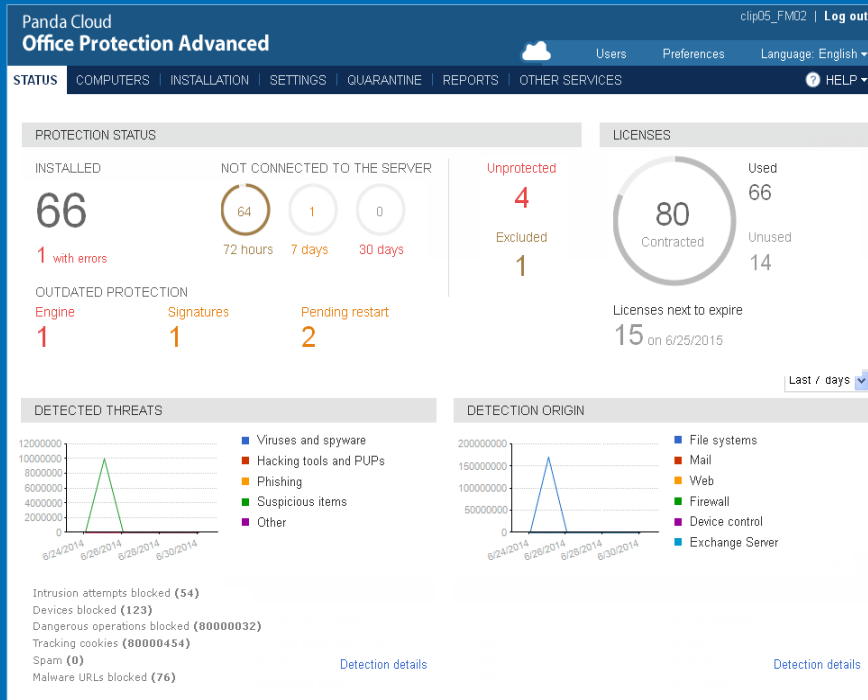 Panda Cloud
Office Protection Advanced
clip05_FM02 | Log out
Users Preferences Language: English
STATUS COMPUTERS INSTALLATION SETTINGS QUARANTINE REPORTS OTHER SERVICES ? HELP
PROTECTION STATUS
INSTALLED
66
1 with errors
NOT CONNECTED TO THE SERVER
64 1 0
72 hours 7 days 30 days
Unprotected
4
Excluded
1
OUTDATED PROTECTION
Engine Signatures Pending restart
1 1 2
LICENSES
80
Contracted
Used
66
Unused
14
Licenses next to expire
15 on 6/25/2015
Last 7 days
DETECTED THREATS
12000000
10000000
8000000
6000000
4000000
2000000
0
6/24/2014 6/26/2014 6/28/2014 6/30/2014
Viruses and spyware
Hacking tools and PUPs
Phishing
Suspicious items
Other
Intrusion attempts blocked (54)
Devices blocked (123)
Dangerous operations blocked (80000032)
Tracking cookies (80000454)
Spam (0)
Malware URLs blocked (76)
Detection details
DETECTION ORIGIN
200000000
150000000
100000000
50000000
0
6/24/2014 6/26/2014 6/28/2014 6/30/2014
File systems
Mail
Web
Firewall
Device control
Exchange Server
Detection details